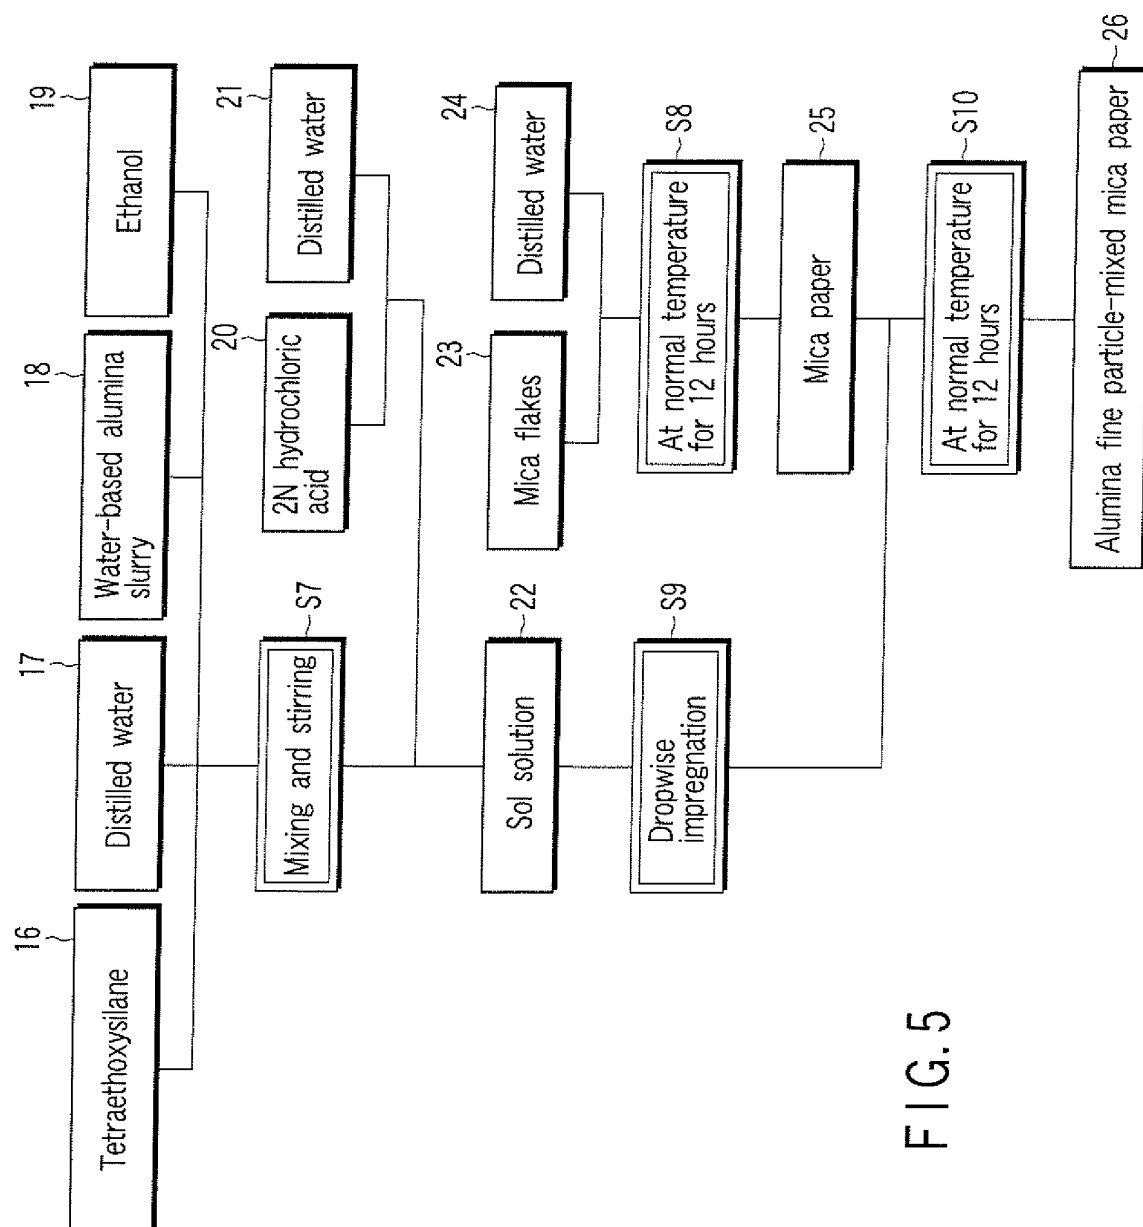 16
Tetraethoxysilane
17
Distilled water
18
Water-based alumina
slurry
19
Ethanol
S7
Mixing and stirring
20
2N hydrochloric
acid
21
Distilled water
22
Sol solution
23
Mica flakes
24
Distilled water
S9
Dropwise
impregnation
S8
At normal temperature
for 12 hours
25
Mica paper
S10
At normal temperature
for 12 hours
26
Alumina fine particle-mixed mica paper
FIG. 5